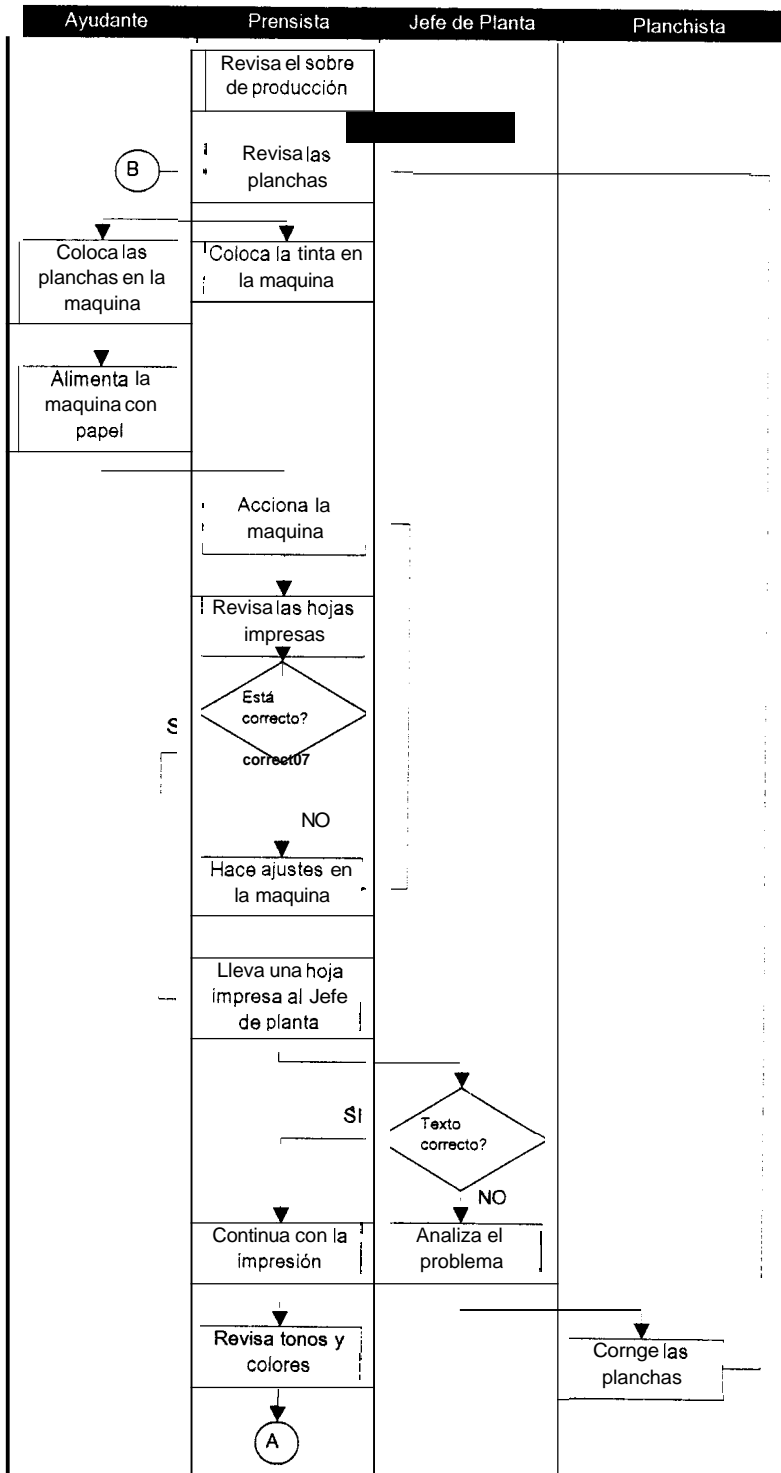 Ayudante
Prensista
Jefe de Planta
Planchista
Revisa el sobre
de producción
B
Revisa las
planchas
Coloca las
planchas en la
maquina
Coloca la tinta en
la maquina
Alimenta la
maquina con
papel
Acciona la
maquina
Revisa las hojas
impresas
Está
correcto?
correct07
S
NO
Hace ajustes en
la maquina
Lleva una hoja
impresa al Jefe
de planta
Texto
correcto?
SI
NO
Continua con la
impresión
Analiza el
problema
Revisa tonos y
colores
Cornge las
planchas
A